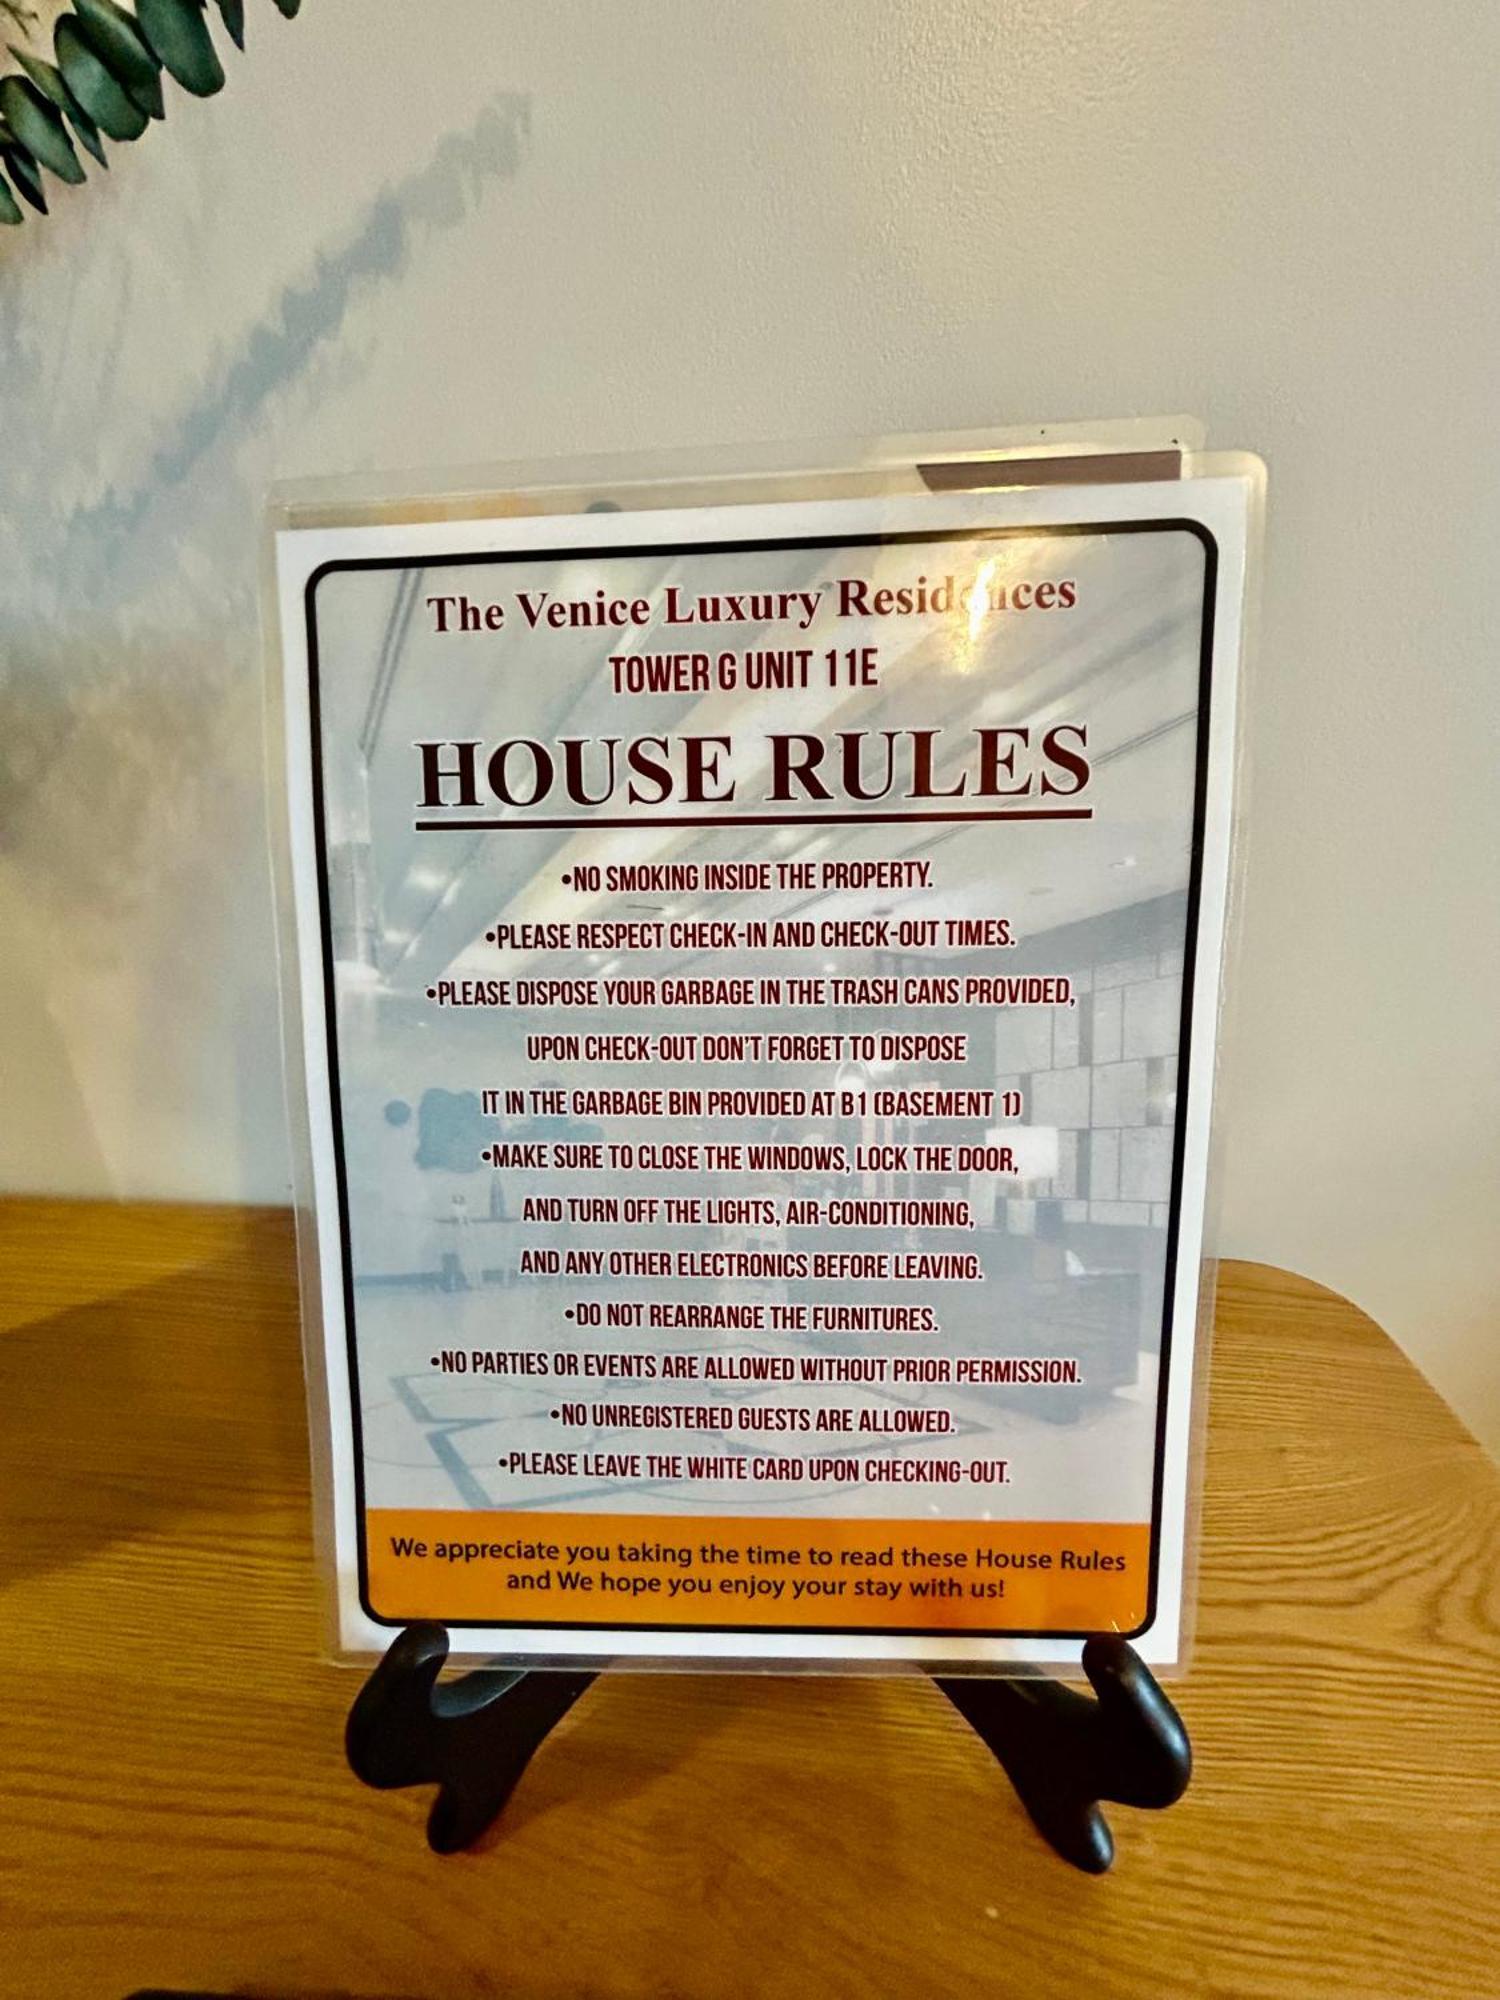 The Venice Luxury Residences
TOWER G UNIT 11E
HOUSE RULES
•NO SMOKING INSIDE THE PROPERTY.
•PLEASE RESPECT CHECK-IN AND CHECK-OUT TIMES.
•PLEASE DISPOSE YOUR GARBAGE IN THE TRASH CANS PROVIDED,
UPON CHECK-OUT DON'T FORGET TO DISPOSE
IT IN THE GARBAGE BIN PROVIDED AT B1 (BASEMENT 1)
•MAKE SURE TO CLOSE THE WINDOWS, LOCK THE DOOR,
AND TURN OFF THE LIGHTS, AIR-CONDITIONING,
AND ANY OTHER ELECTRONICS BEFORE LEAVING.
•DO NOT REARRANGE THE FURNITURES.
•NO PARTIES OR EVENTS ARE ALLOWED WITHOUT PRIOR PERMISSION.
•NO UNREGISTERED GUESTS ARE ALLOWED.
•PLEASE LEAVE THE WHITE CARD UPON CHECKING-OUT.
We appreciate you taking the time to read these House Rules
and We hope you enjoy your stay with us!